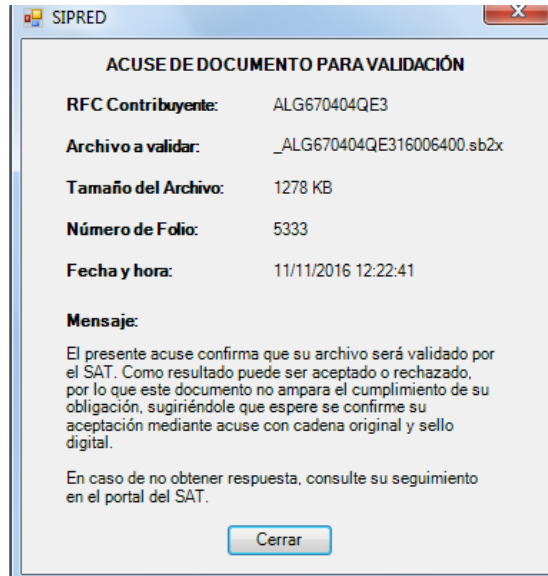 SIPRED
ACUSE DE DOCUMENTO PARA VALIDACIÓN
RFC Contribuyente: ALG670404QE3
Archivo a validar: _ALG670404QE316006400.sb2x
Tamaño del Archivo: 1278 KB
Número de Folio: 5333
Fecha y hora: 11/11/2016 12:22:41
Mensaje:
El presente acuse confirma que su archivo será validado por
el SAT. Como resultado puede ser aceptado o rechazado,
por lo que este documento no ampara el cumplimiento de su
obligación, sugiriéndole que espere se confirme su
aceptación mediante acuse con cadena original y sello
digital.
En caso de no obtener respuesta, consulte su seguimiento
en el portal del SAT.
Cerrar